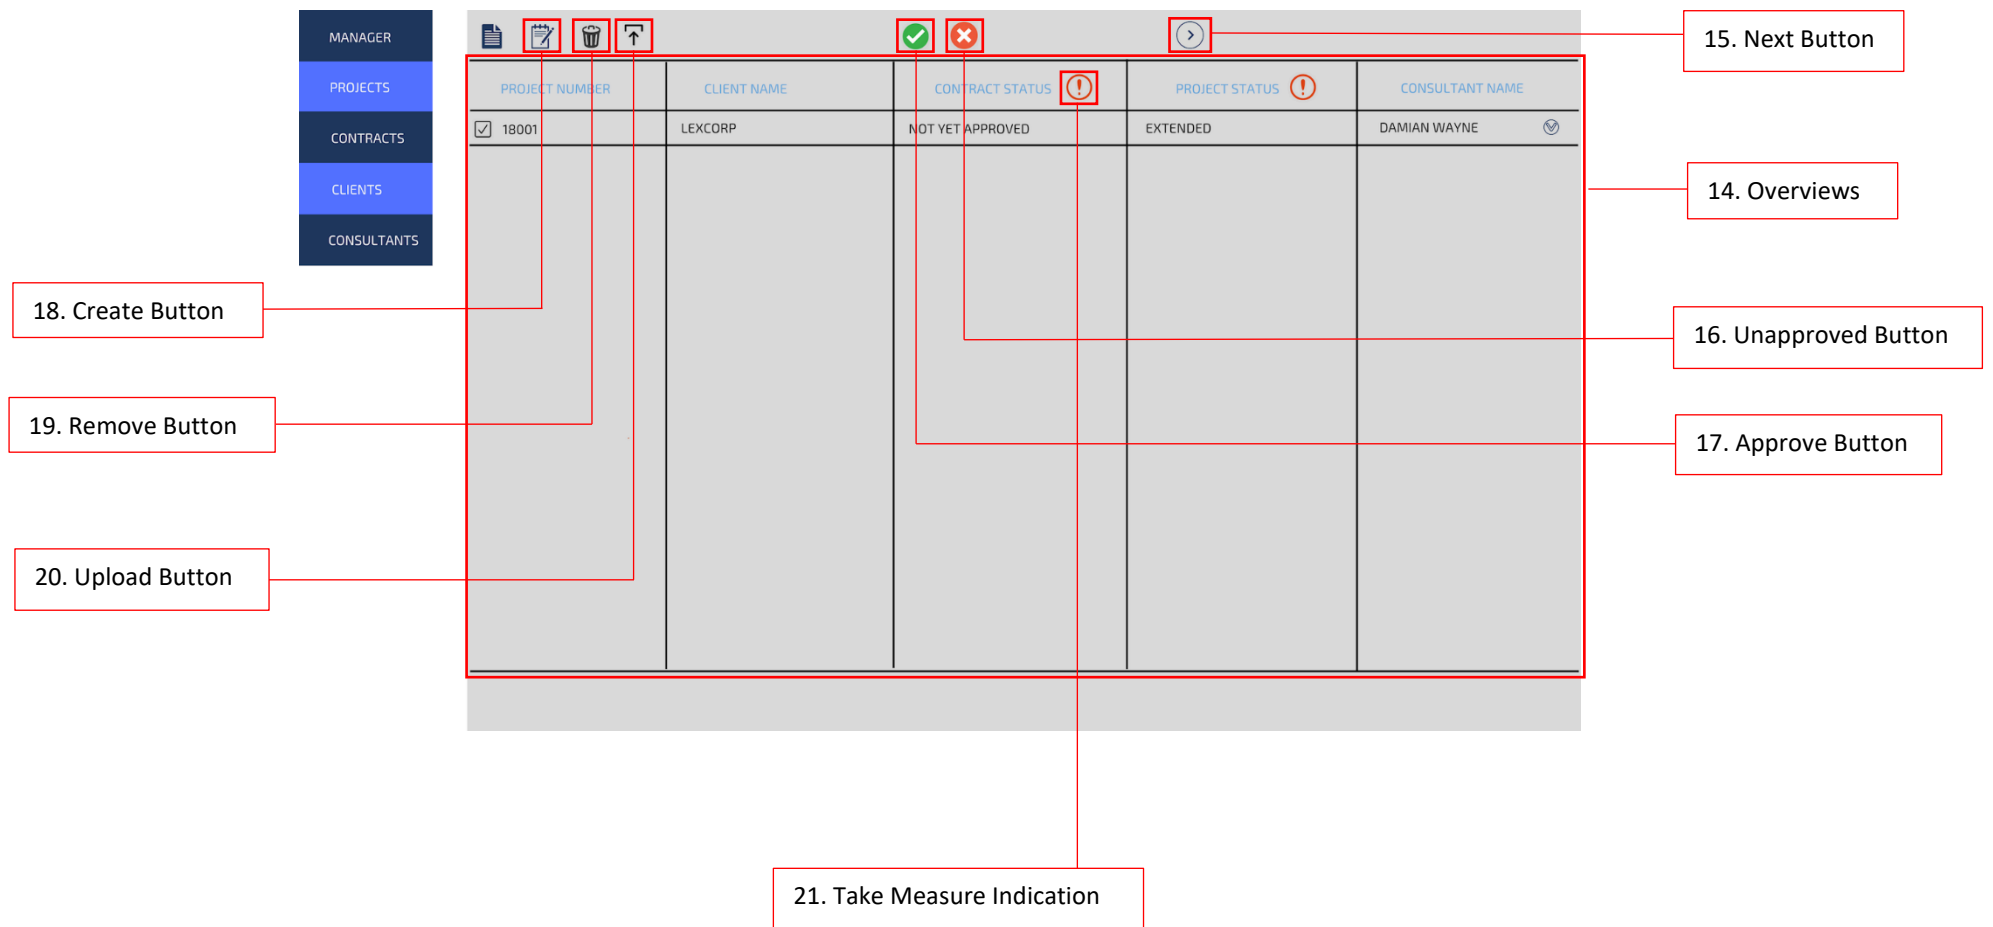 MANAGER
PROJECTS
CONTRACTS
CLIENTS
CONSULTANTS
PROJECT NUMBER
CLIENT NAME
CONTRACT STATUS
PROJECT STATUS
CONSULTANT NAME
18001
LEXCORP
NOT YET APPROVED
EXTENDED
DAMIAN WAYNE
15. Next Button
14. Overviews
18. Create Button
16. Unapproved Button
19. Remove Button
17. Approve Button
20. Upload Button
21. Take Measure Indication